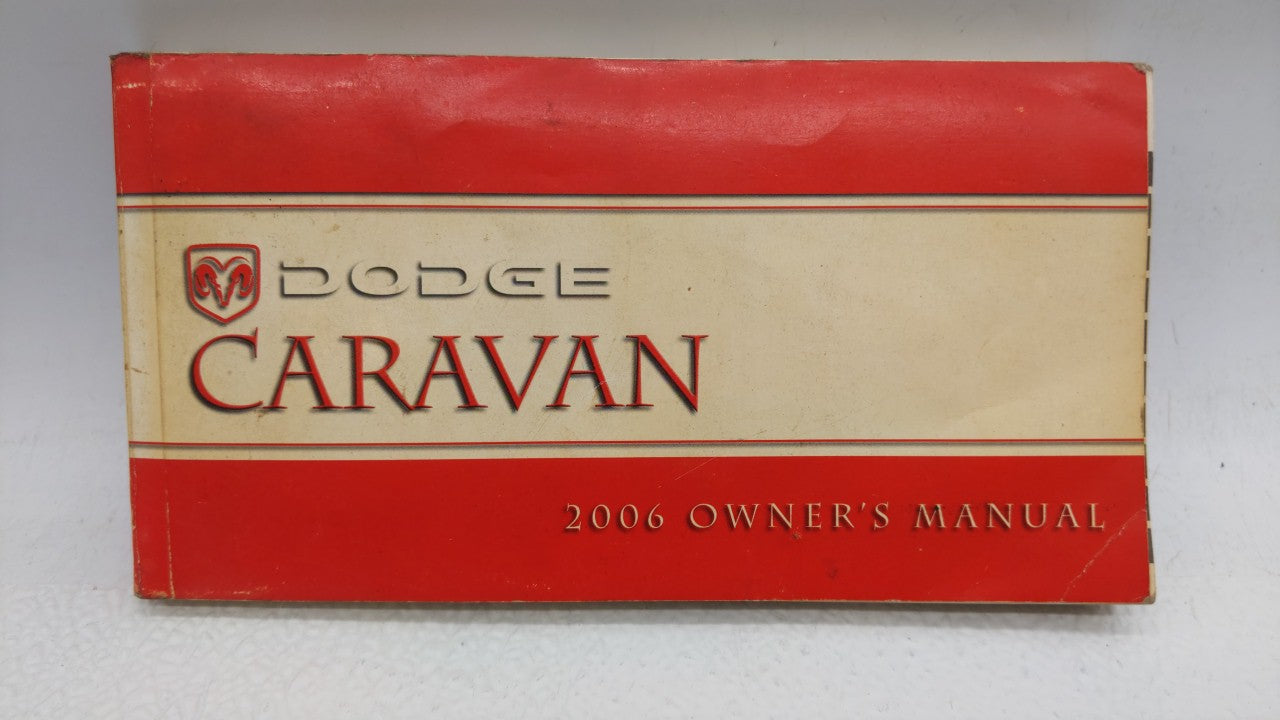 DODGE
CARAVAN
2006 OWNER'S MANUAL